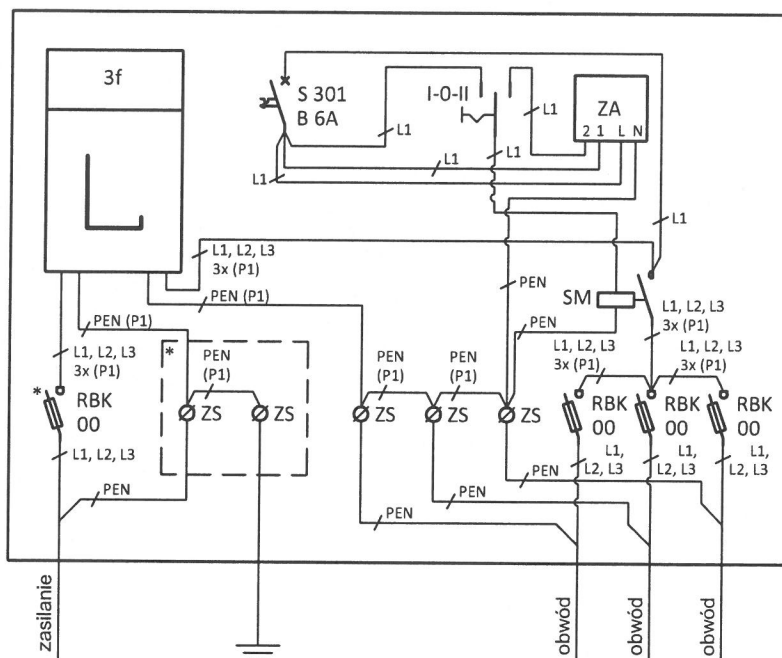 3f
S 301
B 6A
I-0-II
ZA
2 1 L N
L1
L1
L1
L1
L1
L1
L1, L2, L3
3x (P1)
PEN (P1)
PEN
SM
PEN (P1)
PEN
L1, L2, L3
3x (P1)
L1, L2, L3
3x (P1)
*
PEN
(P1)
PEN
(P1)
PEN
(P1)
L1, L2, L3
3x (P1)
L1, L2, L3
3x (P1)
*
RBK
00
ZS
ZS
ZS
ZS
ZS
RBK
00
RBK
00
RBK
00
L1, L2, L3
L1,
L2, L3
L1,
L2, L3
L1,
L2, L3
PEN
PEN
PEN
PEN
zasilanie
obwód
obwód
obwód